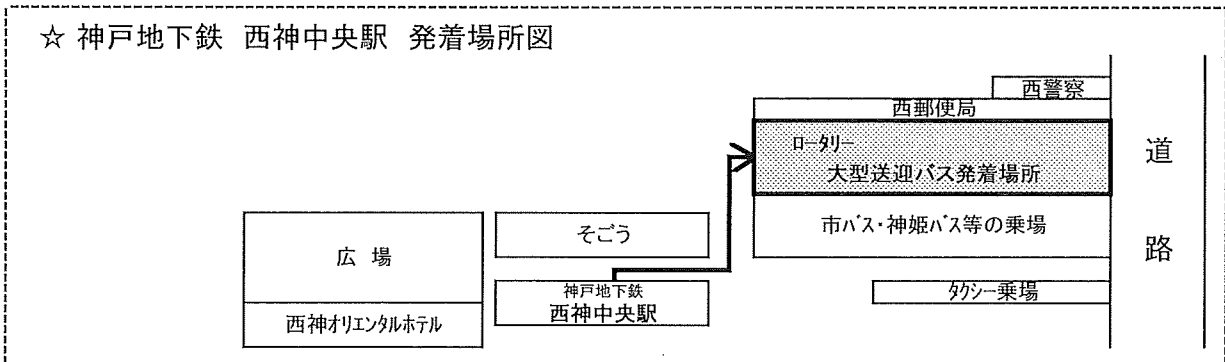 ☆ 神戸地下鉄 西神中央駅 発着場所図
西警察
西郵便局
ロータリー
大型送迎バス発着場所
道路
市バス・神姫バス等の乗場
そごう
広 場
神戸地下鉄
西神中央駅
タクシー乗場
西神オリエンタルホテル